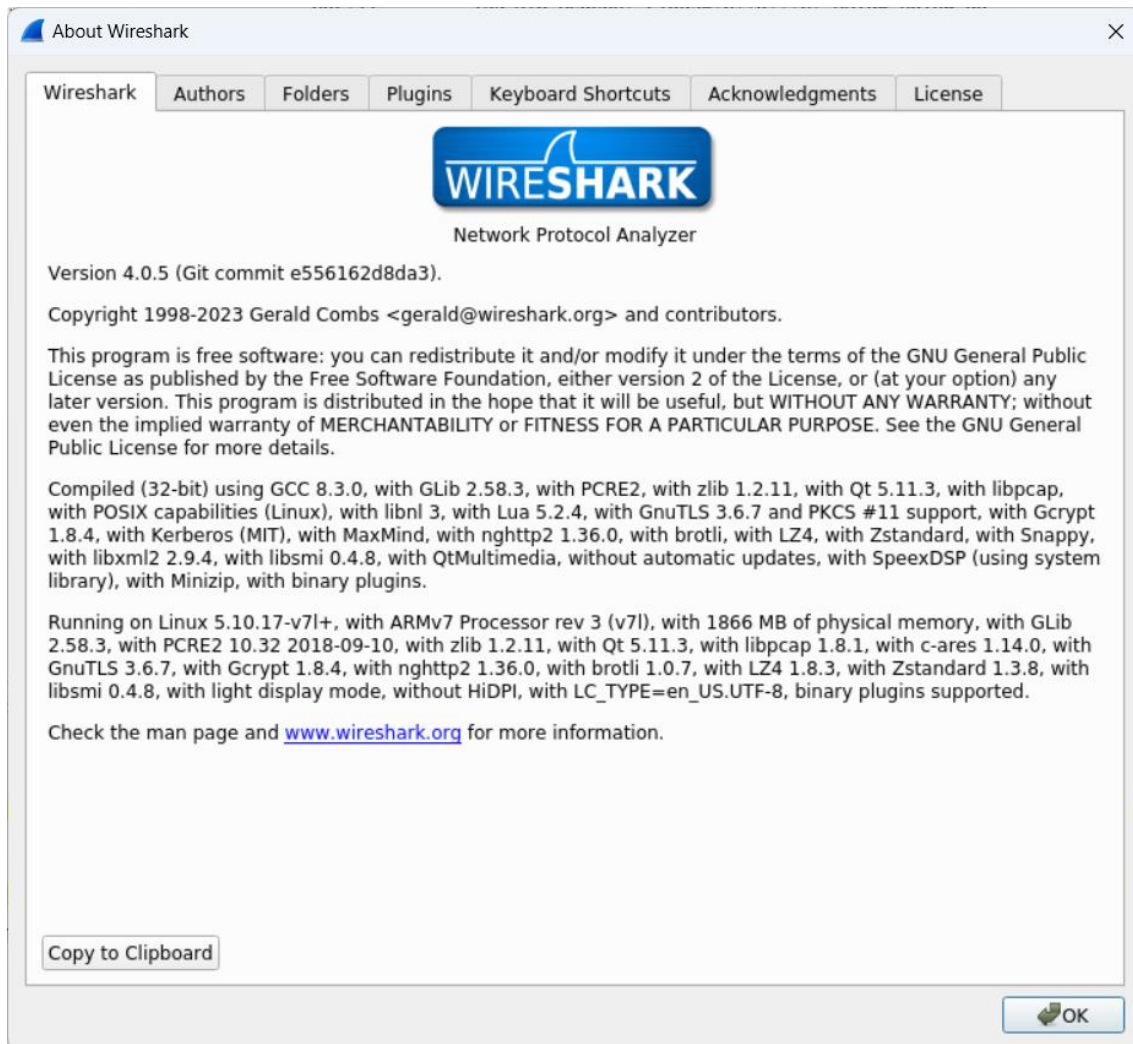 About Wireshark
Wireshark Authors Folders Plugins Keyboard Shortcuts Acknowledgments License
WIRESHARK
Network Protocol Analyzer
Version 4.0.5 (Git commit e556162d8da3).
Copyright 1998-2023 Gerald Combs <gerald@wireshark.org> and contributors.
This program is free software: you can redistribute it and/or modify it under the terms of the GNU General Public
License as published by the Free Software Foundation, either version 2 of the License, or (at your option) any
later version. This program is distributed in the hope that it will be useful, but WITHOUT ANY WARRANTY; without
even the implied warranty of MERCHANTABILITY or FITNESS FOR A PARTICULAR PURPOSE. See the GNU General
Public License for more details.
Compiled (32-bit) using GCC 8.3.0, with GLib 2.58.3, with PCRE2, with zlib 1.2.11, with Qt 5.11.3, with libpcap,
with POSIX capabilities (Linux), with libnl 3, with Lua 5.2.4, with GnuTLS 3.6.7 and PKCS #11 support, with Gcrypt
1.8.4, with Kerberos (MIT), with MaxMind, with nghttp2 1.36.0, with brotli, with LZ4, with Zstandard, with Snappy,
with libxml2 2.9.4, with libsmi 0.4.8, with QtMultimedia, without automatic updates, with SpeexDSP (using system
library), with Minizip, with binary plugins.
Running on Linux 5.10.17-v7l+, with ARMv7 Processor rev 3 (v7l), with 1866 MB of physical memory, with GLib
2.58.3, with PCRE2 10.32 2018-09-10, with zlib 1.2.11, with Qt 5.11.3, with libpcap 1.8.1, with c-ares 1.14.0, with
GnuTLS 3.6.7, with Gcrypt 1.8.4, with nghttp2 1.36.0, with brotli 1.0.7, with LZ4 1.8.3, with Zstandard 1.3.8, with
libsmi 0.4.8, with light display mode, without HiDPI, with LC_TYPE=en_US.UTF-8, binary plugins supported.
Check the man page and www.wireshark.org for more information.
Copy to Clipboard
OK